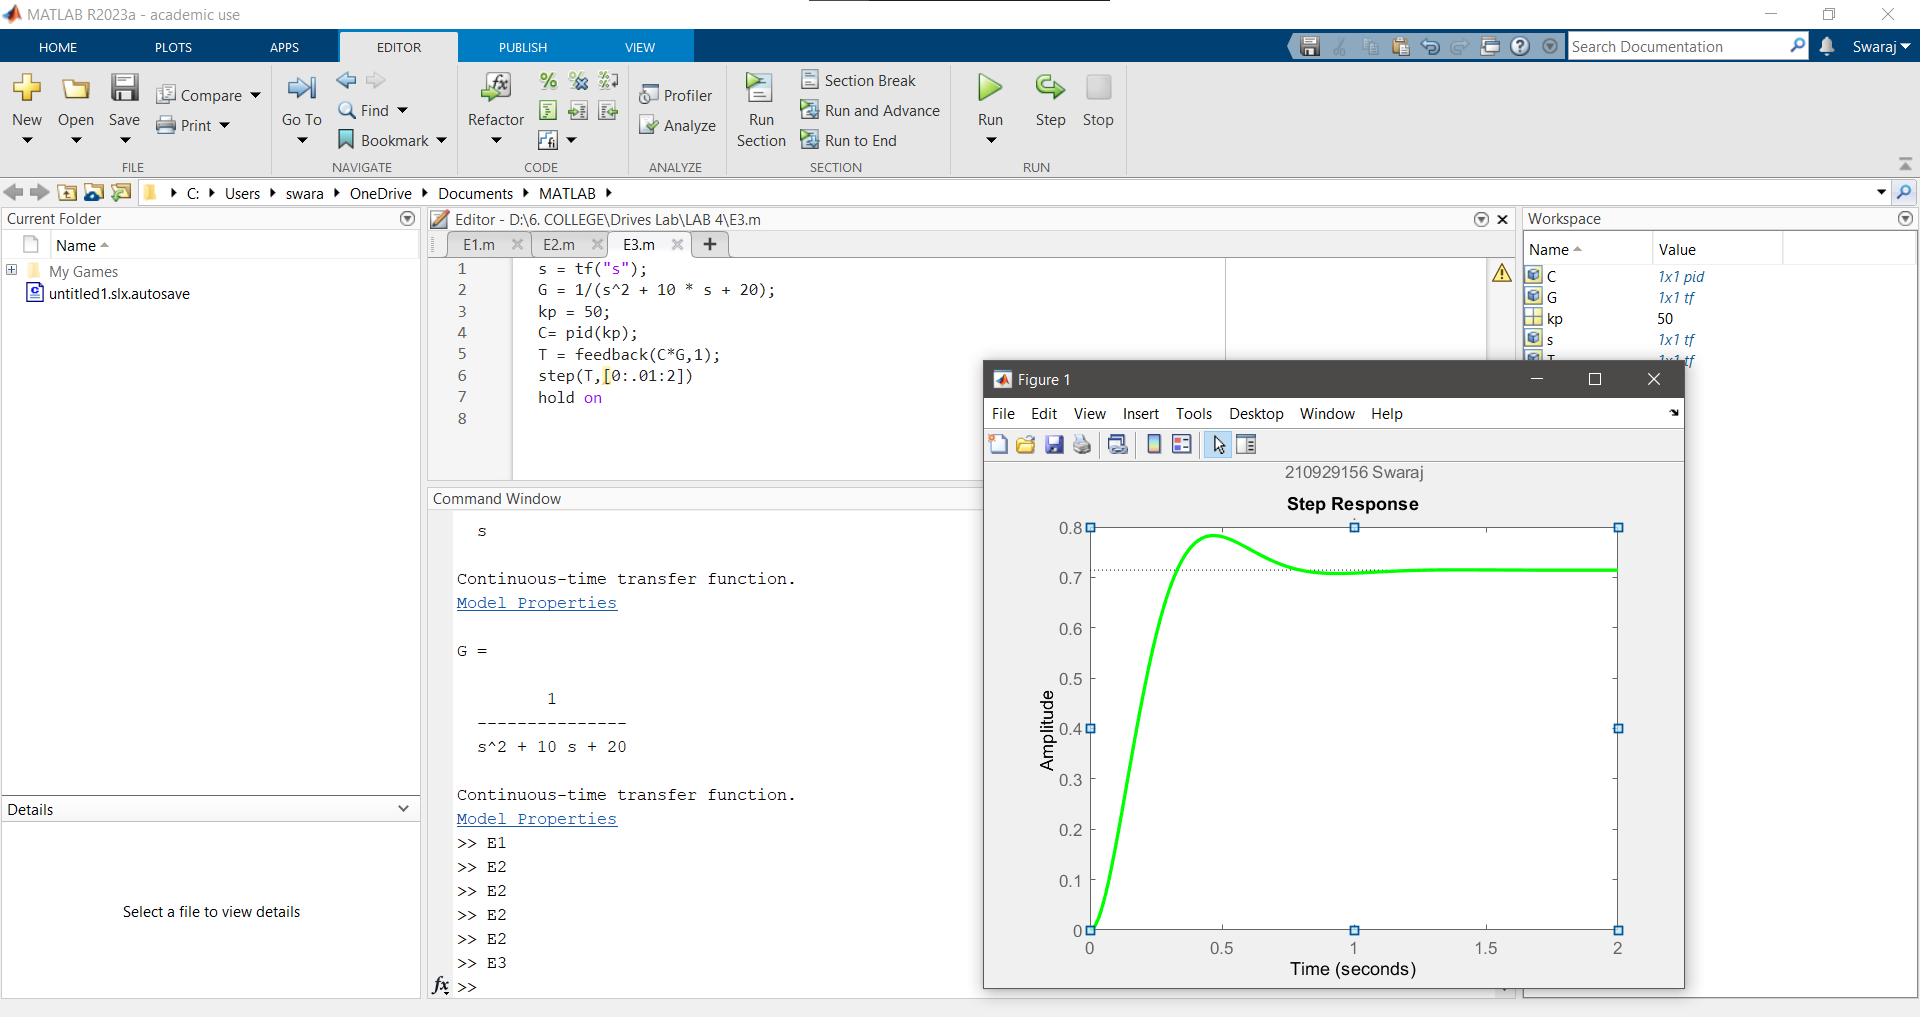 MATLAB R2023a - academic use
HOME PLOTS APPS EDITOR PUBLISH VIEW
Search Documentation
Swaraj
New
Open
Save
Compare
Print
FILE
Go To
Find
Bookmark
NAVIGATE
Refactor
CODE
Profiler
Analyze
ANALYZE
Run
Section
Section Break
Run and Advance
Run to End
SECTION
Run
Step
Stop
RUN
C: Users swara OneDrive Documents MATLAB
Current Folder
Name
My Games
untitled1.slx.autosave
Details
Select a file to view details
Editor - D:\6. COLLEGE\Drives Lab\LAB 4\E3.m
E1.m E2.m E3.m
1 s = tf("s");
2 G = 1/(s^2 + 10 * s + 20);
3 kp = 50;
4 C= pid(kp);
5 T = feedback(C*G,1);
6 step(T,[0:.01:2])
7 hold on
8
Command Window
s
Continuous-time transfer function.
Model Properties
G =
1
---------------
s^2 + 10 s + 20
Continuous-time transfer function.
Model Properties
>> E1
>> E2
>> E2
>> E2
>> E2
>> E3
fx >>
Workspace
Name Value
C 1x1 pid
G 1x1 tf
kp 50
s 1x1 tf
T 1x1 tf
Figure 1
File Edit View Insert Tools Desktop Window Help
210929156 Swaraj
Step Response
Amplitude
0.8
0.7
0.6
0.5
0.4
0.3
0.2
0.1
0
0 0.5 1 1.5 2
Time (seconds)